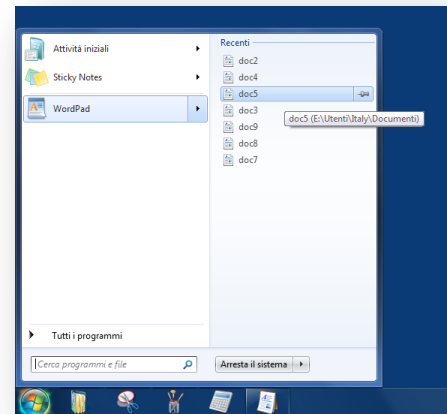 Attività iniziali
Sticky Notes
WordPad
Tutti i programmi
Cerca programmi e file
Recenti
doc2
doc4
doc5
doc3
doc5 (E:\Utenti\Italy\Documenti)
doc9
doc8
doc7
Arresta il sistema